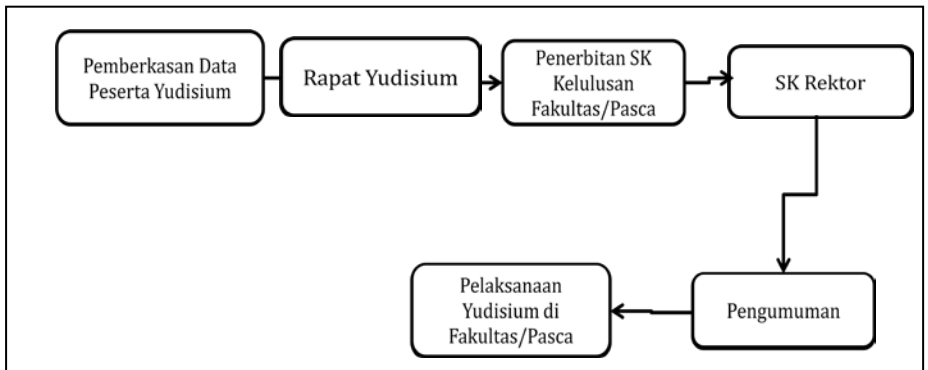 Pemberkasan Data
Peserta Yudisium
Rapat Yudisium
Penerbitan SK
Kelulusan
Fakultas/Pasca
SK Rektor
Pengumuman
Pelaksanaan
Yudisium di
Fakultas/Pasca